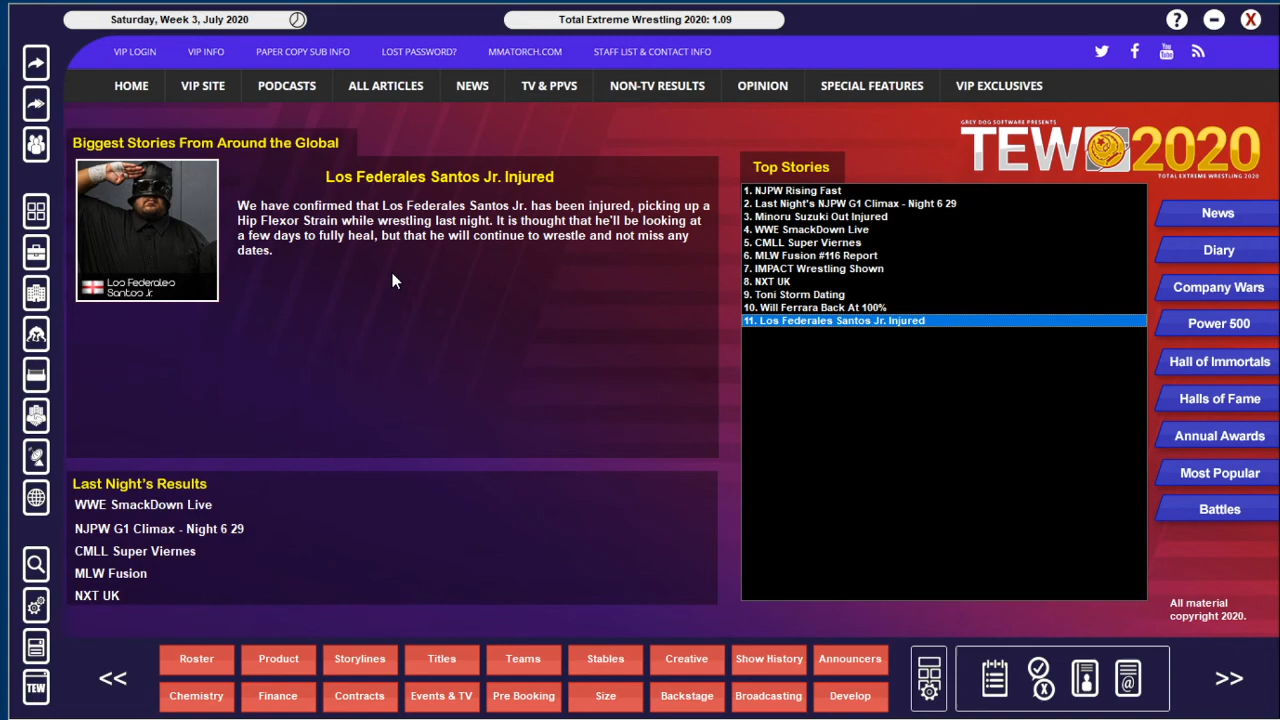 Saturday, Week 3, July 2020
Total Extreme Wrestling 2020: 1.09
?
X
VIP LOGIN
VIP INFO
PAPER COPY SUB INFO
LOST PASSWORD?
MMATORCH.COM
STAFF LIST & CONTACT INFO
You Tube
HOME
VIP SITE
PODCASTS
ALL ARTICLES
NEWS
TV & PPVS
NON-TV RESULTS
OPINION
SPECIAL FEATURES
VIP EXCLUSIVES
GREY DOG SOFTWARE PRESENTS
TEW 2020
TOTAL EXTREME WRESTLING 2020
Biggest Stories From Around the Global
Los Federales Santos Jr. Injured
We have confirmed that Los Federales Santos Jr. has been injured, picking up a
Hip Flexor Strain while wrestling last night. It is thought that he'll be looking at
a few days to fully heal, but that he will continue to wrestle and not miss any
dates.
Los Federales
Santos Jr.
Top Stories
1. NJPW Rising Fast
2. Last Night's NJPW G1 Climax - Night 6 29
3. Minoru Suzuki Out Injured
4. WWE SmackDown Live
5. CMLL Super Viernes
6. MLW Fusion #116 Report
7. IMPACT Wrestling Shown
8. NXT UK
9. Toni Storm Dating
10. Will Ferrara Back At 100%
11. Los Federales Santos Jr. Injured
News
Diary
Company Wars
Power 500
Hall of Immortals
Halls of Fame
Annual Awards
Most Popular
Battles
Last Night's Results
WWE SmackDown Live
NJPW G1 Climax - Night 6 29
CMLL Super Viernes
MLW Fusion
NXT UK
All material
copyright 2020.
TEW
<<
Roster
Product
Storylines
Titles
Teams
Stables
Creative
Show History
Announcers
Chemistry
Finance
Contracts
Events & TV
Pre Booking
Size
Backstage
Broadcasting
Develop
@
>>